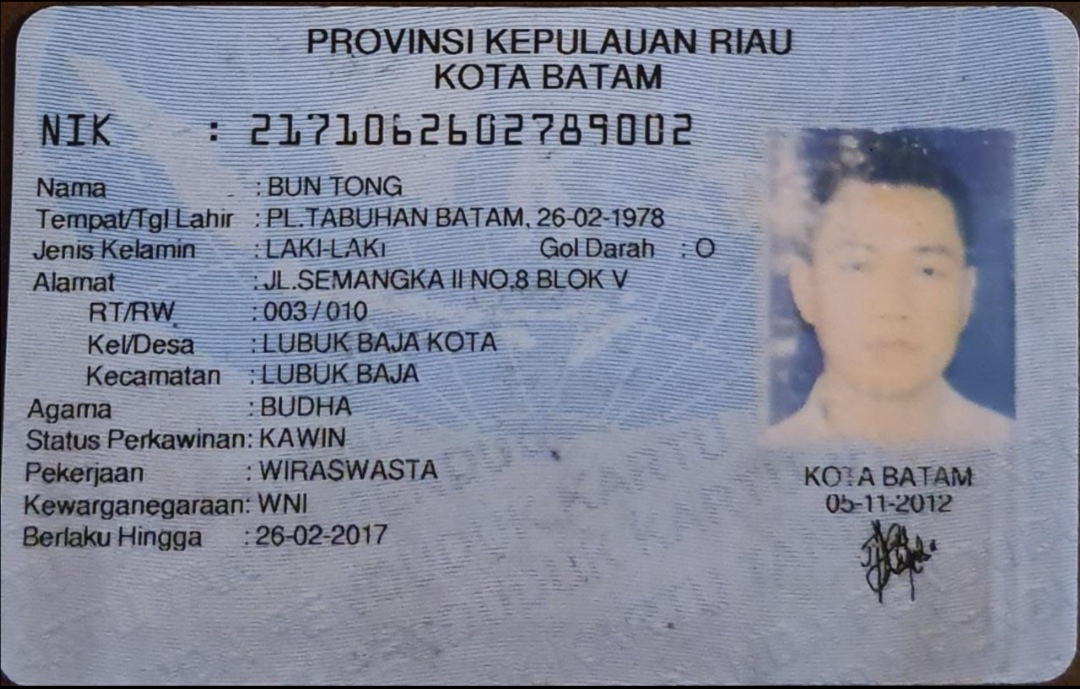 PROVINSI KEPULAUAN RIAU
KOTA BATAM
NIK : 2171062602789002
Nama : BUN TONG
Tempat/Tgl Lahir : PL.TABUHAN BATAM, 26-02-1978
Jenis Kelamin : LAKI-LAKI Gol Darah : O
Alamat : JL.SEMANGKA II NO.8 BLOK V
RT/RW : 003/010
Kel/Desa : LUBUK BAJA KOTA
Kecamatan : LUBUK BAJA
Agama : BUDHA
Status Perkawinan: KAWIN
Pekerjaan : WIRASWASTA
Kewarganegaraan: WNI
Berlaku Hingga : 26-02-2017
KOTA BATAM
05-11-2012